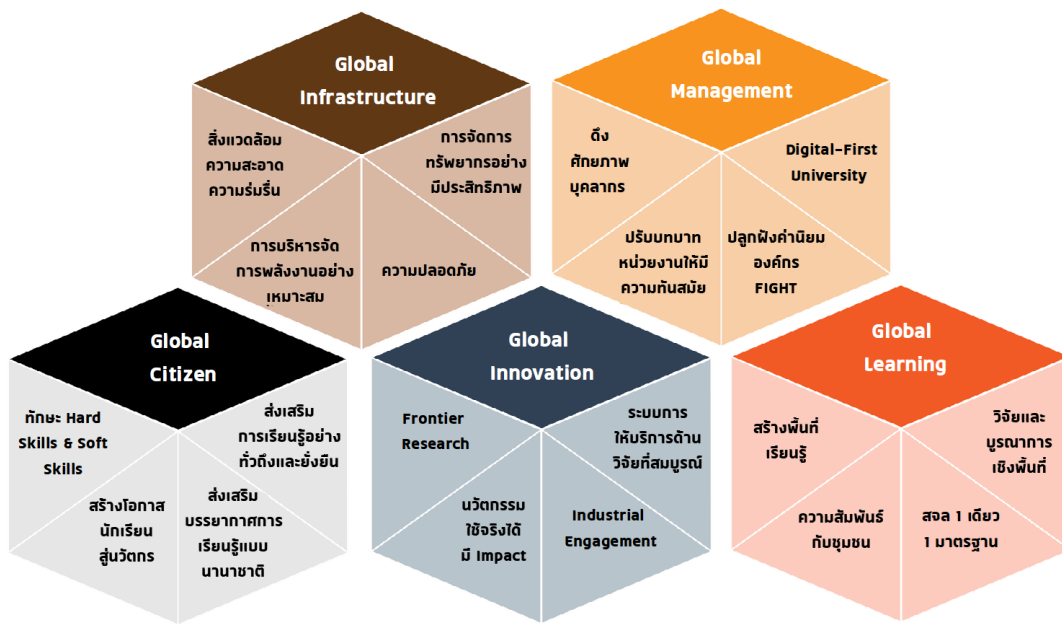 Global
Infrastructure
สิ่งแวดล้อม
ความสะอาด
ความร่มรื่น
การจัดการ
ทรัพยากรอย่าง
มีประสิทธิภาพ
การบริหารจัด
การพลังงานอย่าง
เหมาะสม
ความปลอดภัย
Global
Management
ดึง
ศักยภาพ
บุคลากร
Digital-First
University
ปรับบทบาท
หน่วยงานให้มี
ความทันสมัย
ปลูกฝังค่านิยม
องค์กร
FIGHT
Global
Citizen
ทักษะ Hard
Skills & Soft
Skills
ส่งเสริม
การเรียนรู้อย่าง
ทั่วถึงและยั่งยืน
สร้างโอกาส
นักเรียน
สู่นวัตกร
ส่งเสริม
บรรยากาศการ
เรียนรู้แบบ
นานาชาติ
Global
Innovation
Frontier
Research
ระบบการ
ให้บริการด้าน
วิจัยที่สมบูรณ์
นวัตกรรม
ใช้จริงได้
มี Impact
Industrial
Engagement
Global
Learning
สร้างพื้นที่
เรียนรู้
วิจัยและ
บูรณาการ
เชิงพื้นที่
ความสัมพันธ์
กับชุมชน
สจล 1 เดียว
1 มาตรฐาน